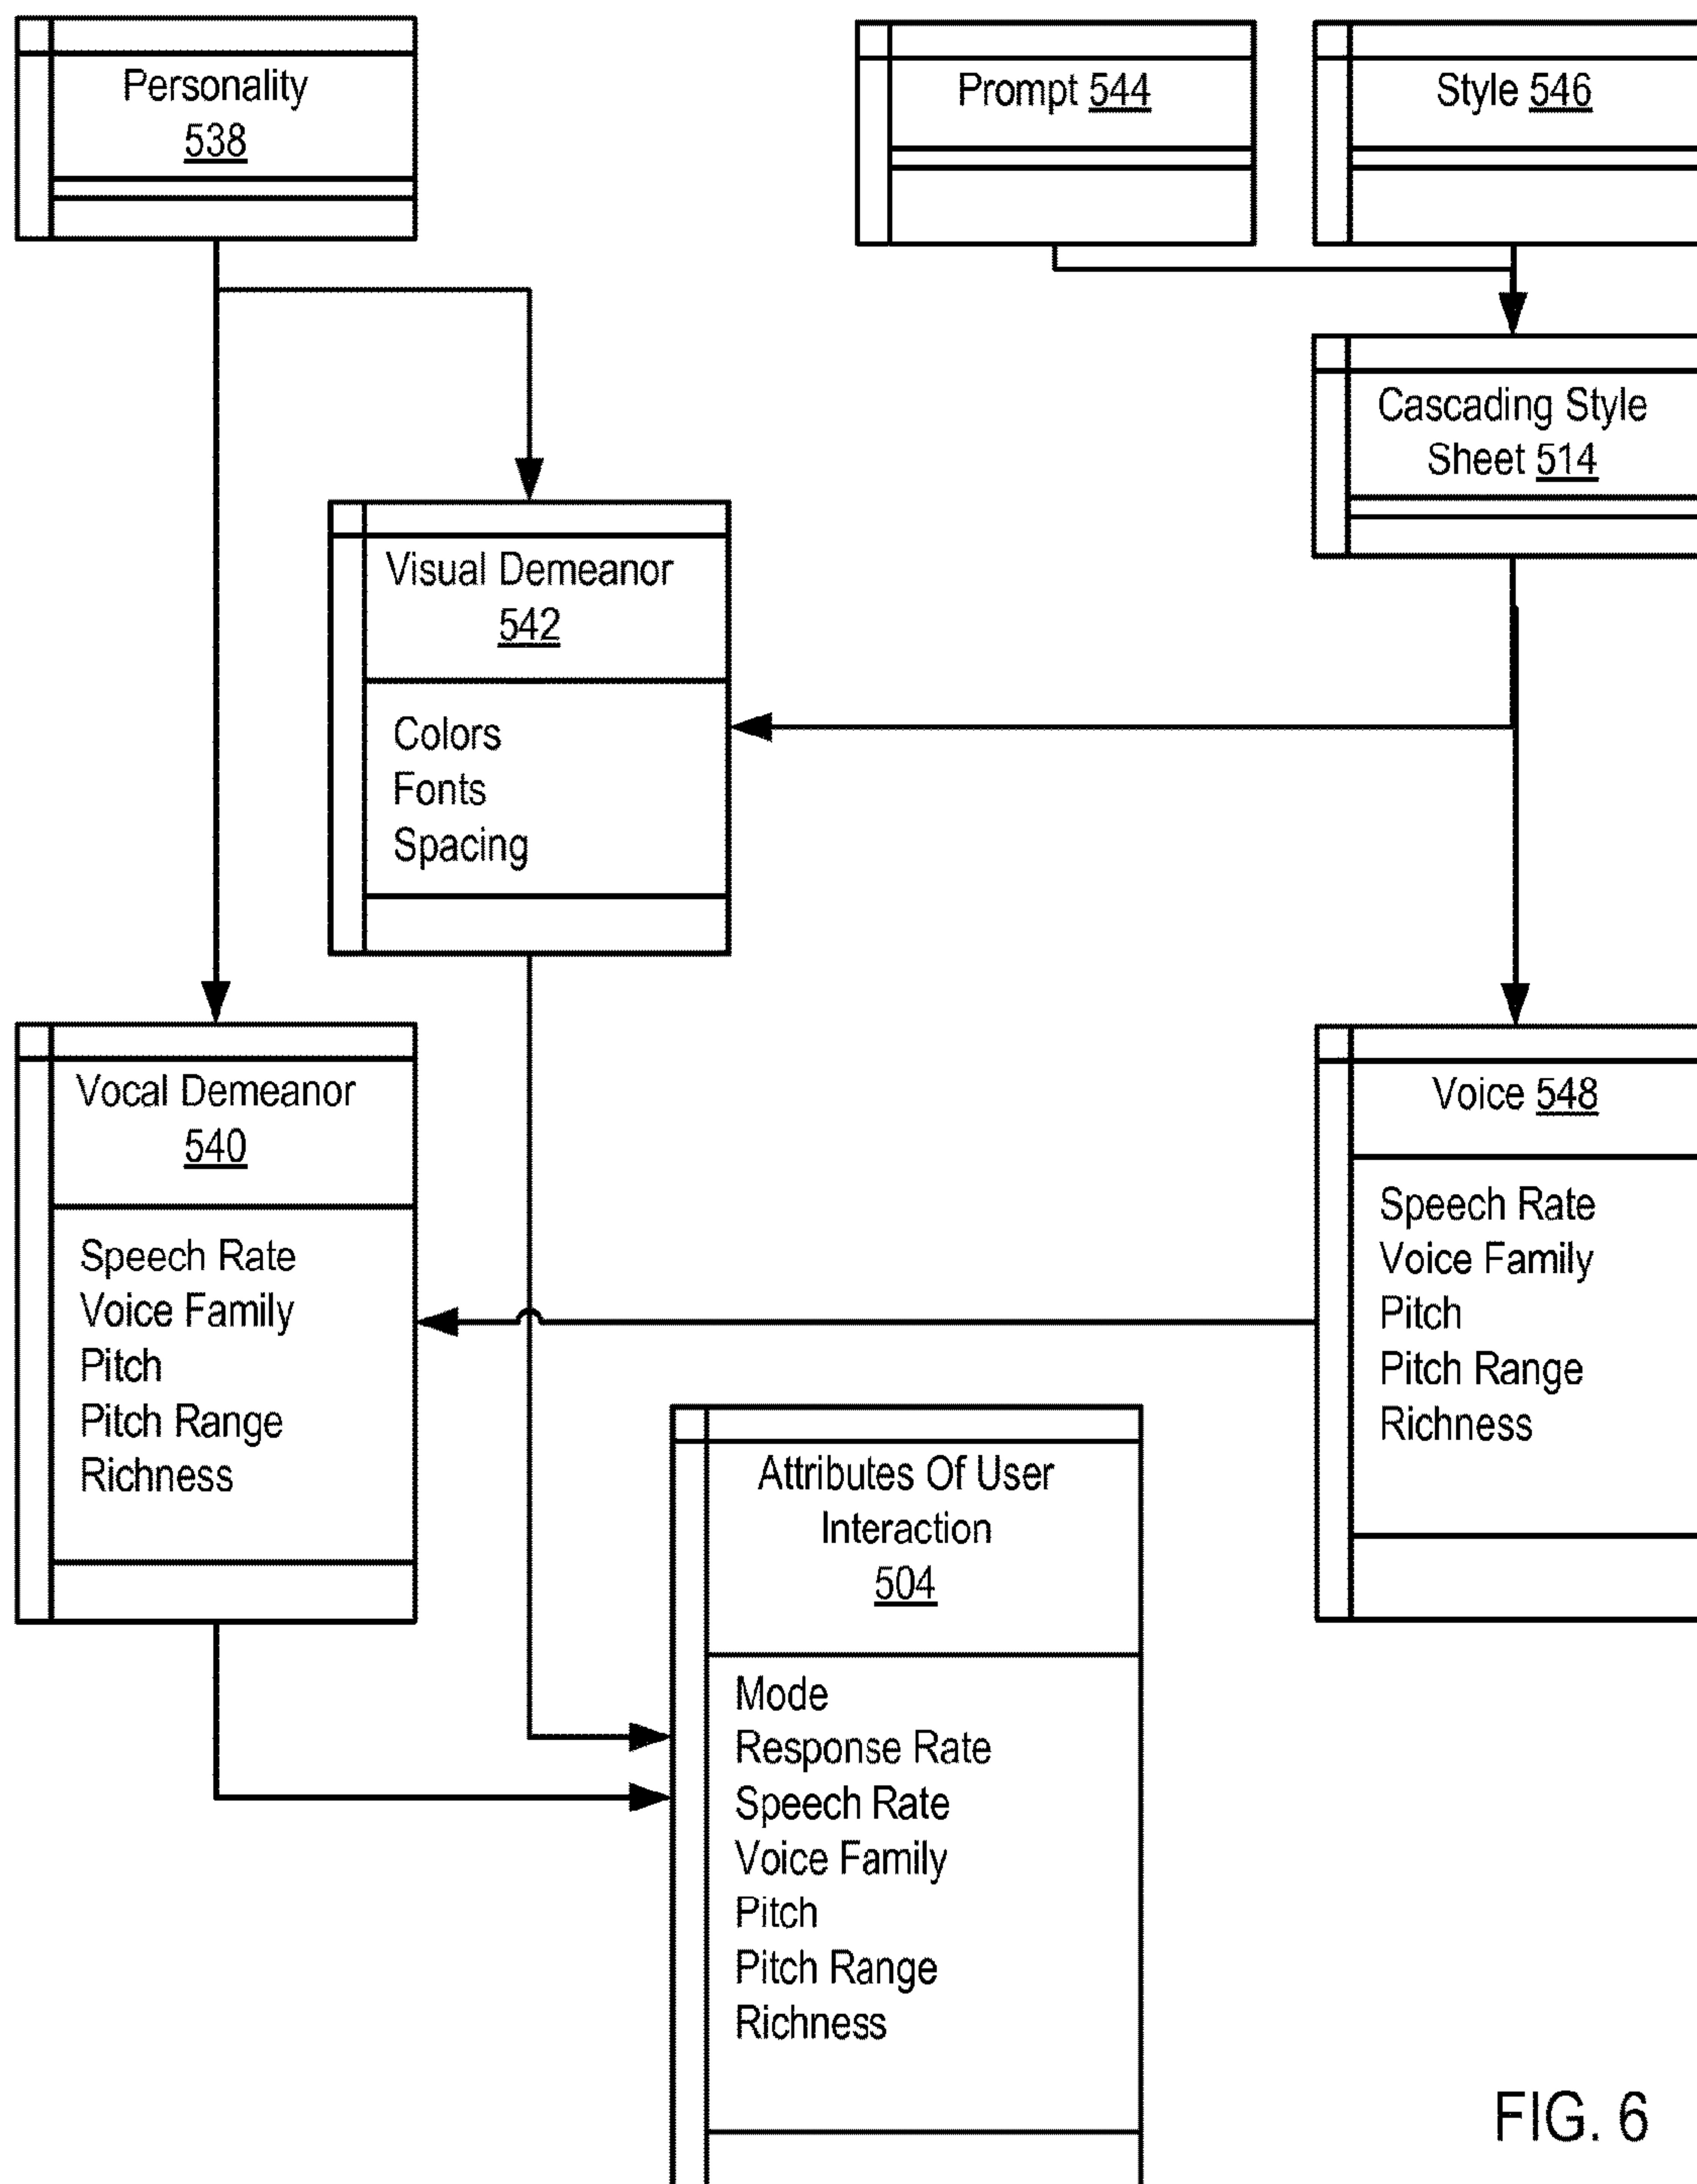 Personality
538
Prompt 544
Style 546
Cascading Style
Sheet 514
Visual Demeanor
542
Colors
Fonts
Spacing
Vocal Demeanor
540
Speech Rate
Voice Family
Pitch
Pitch Range
Richness
Voice 548
Speech Rate
Voice Family
Pitch
Pitch Range
Richness
Attributes Of User
Interaction
504
Mode
Response Rate
Speech Rate
Voice Family
Pitch
Pitch Range
Richness
FIG. 6